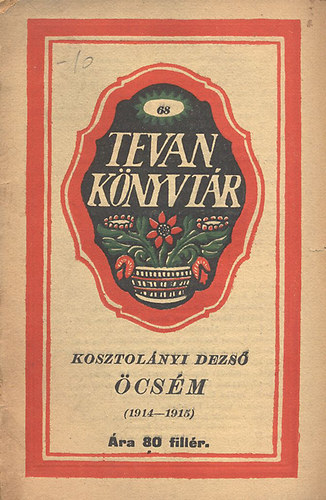 -10
68
TEVAN
KÖNYVTÁR
KOSZTOLÁNYI DEZSŐ
ÖCSÉM
(1914—1915)
Ára 80 fillér.